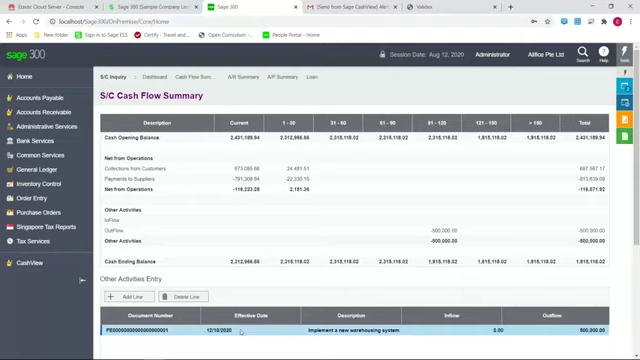 Elastic Cloud Server - Console
Sage 300 (Sample Company Lim
Sage 300
(Send from Sage CashView) Alert
Validex
localhost/Sage300/OnPremise/Core/Home
Apps
New folder
Sign in to Sage ESS
Certify - Travel and...
Cash Flow Report -...
People Portal - Home
sage 300
Session Date: Aug 12, 2020
Administrator
Allfice Pte Ltd
Search
Help
Tools
Home
S/C Inquiry :
Dashboard
Cash Flow Sum...
A/R Summary
A/P Summary
Loan
Accounts Payable
Accounts Receivable
Administrative Services
Bank Services
Common Services
General Ledger
Inventory Control
Order Entry
Purchase Orders
Singapore Tax Reports
Tax Services
CashView
S/C Cash Flow Summary
Description Current 1 - 30 31 - 60 61 - 90 91 - 120 121 - 150 > 150 Total
Cash Opening Balance 2,431,189.94 2,312,966.66 2,315,118.02 2,315,118.02 2,315,118.02 1,815,118.02 1,815,118.02 2,431,189.94
Net from Operations
Collections from Customers 673,085.66 24,481.51 697,567.17
Payments to Suppliers -791,308.94 -22,330.15 -813,639.09
Net from Operations -118,223.28 2,151.36 -116,071.92
Other Activities
InFlow
OutFlow -500,000.00 -500,000.00
Other Activities -500,000.00 -500,000.00
Cash Ending Balance 2,312,966.66 2,315,118.02 2,315,118.02 2,315,118.02 1,815,118.02 1,815,118.02 1,815,118.02 1,815,118.02
Other Activities Entry
Add Line
Delete Line
Document Number Effective Date Description Inflow Outflow
12/10/2020 Implement a new warehousing system 0.00 500,000.00